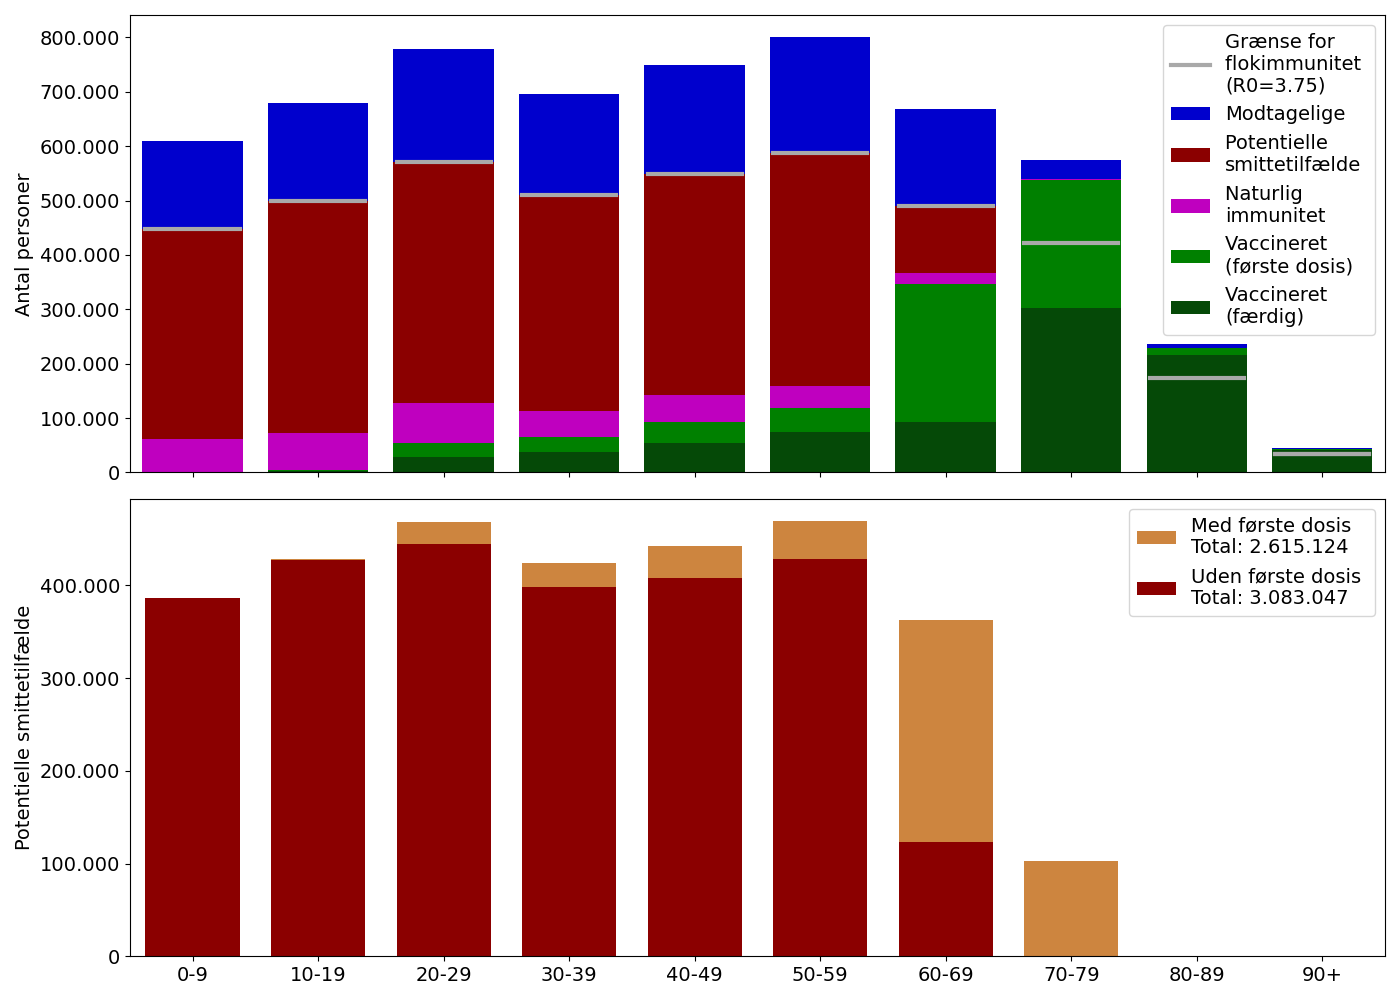 800.000
700.000
600.000
500.000
400.000
300.000
200.000
100.000
0
Antal personer
Grænse for
flokimmunitet
(R0=3.75)
Modtagelige
Potentielle
smittetilfælde
Naturlig
immunitet
Vaccineret
(første dosis)
Vaccineret
(færdig)
400.000
300.000
200.000
100.000
0
Potentielle smittetilfælde
Med første dosis
Total: 2.615.124
Uden første dosis
Total: 3.083.047
0-9 10-19 20-29 30-39 40-49 50-59 60-69 70-79 80-89 90+